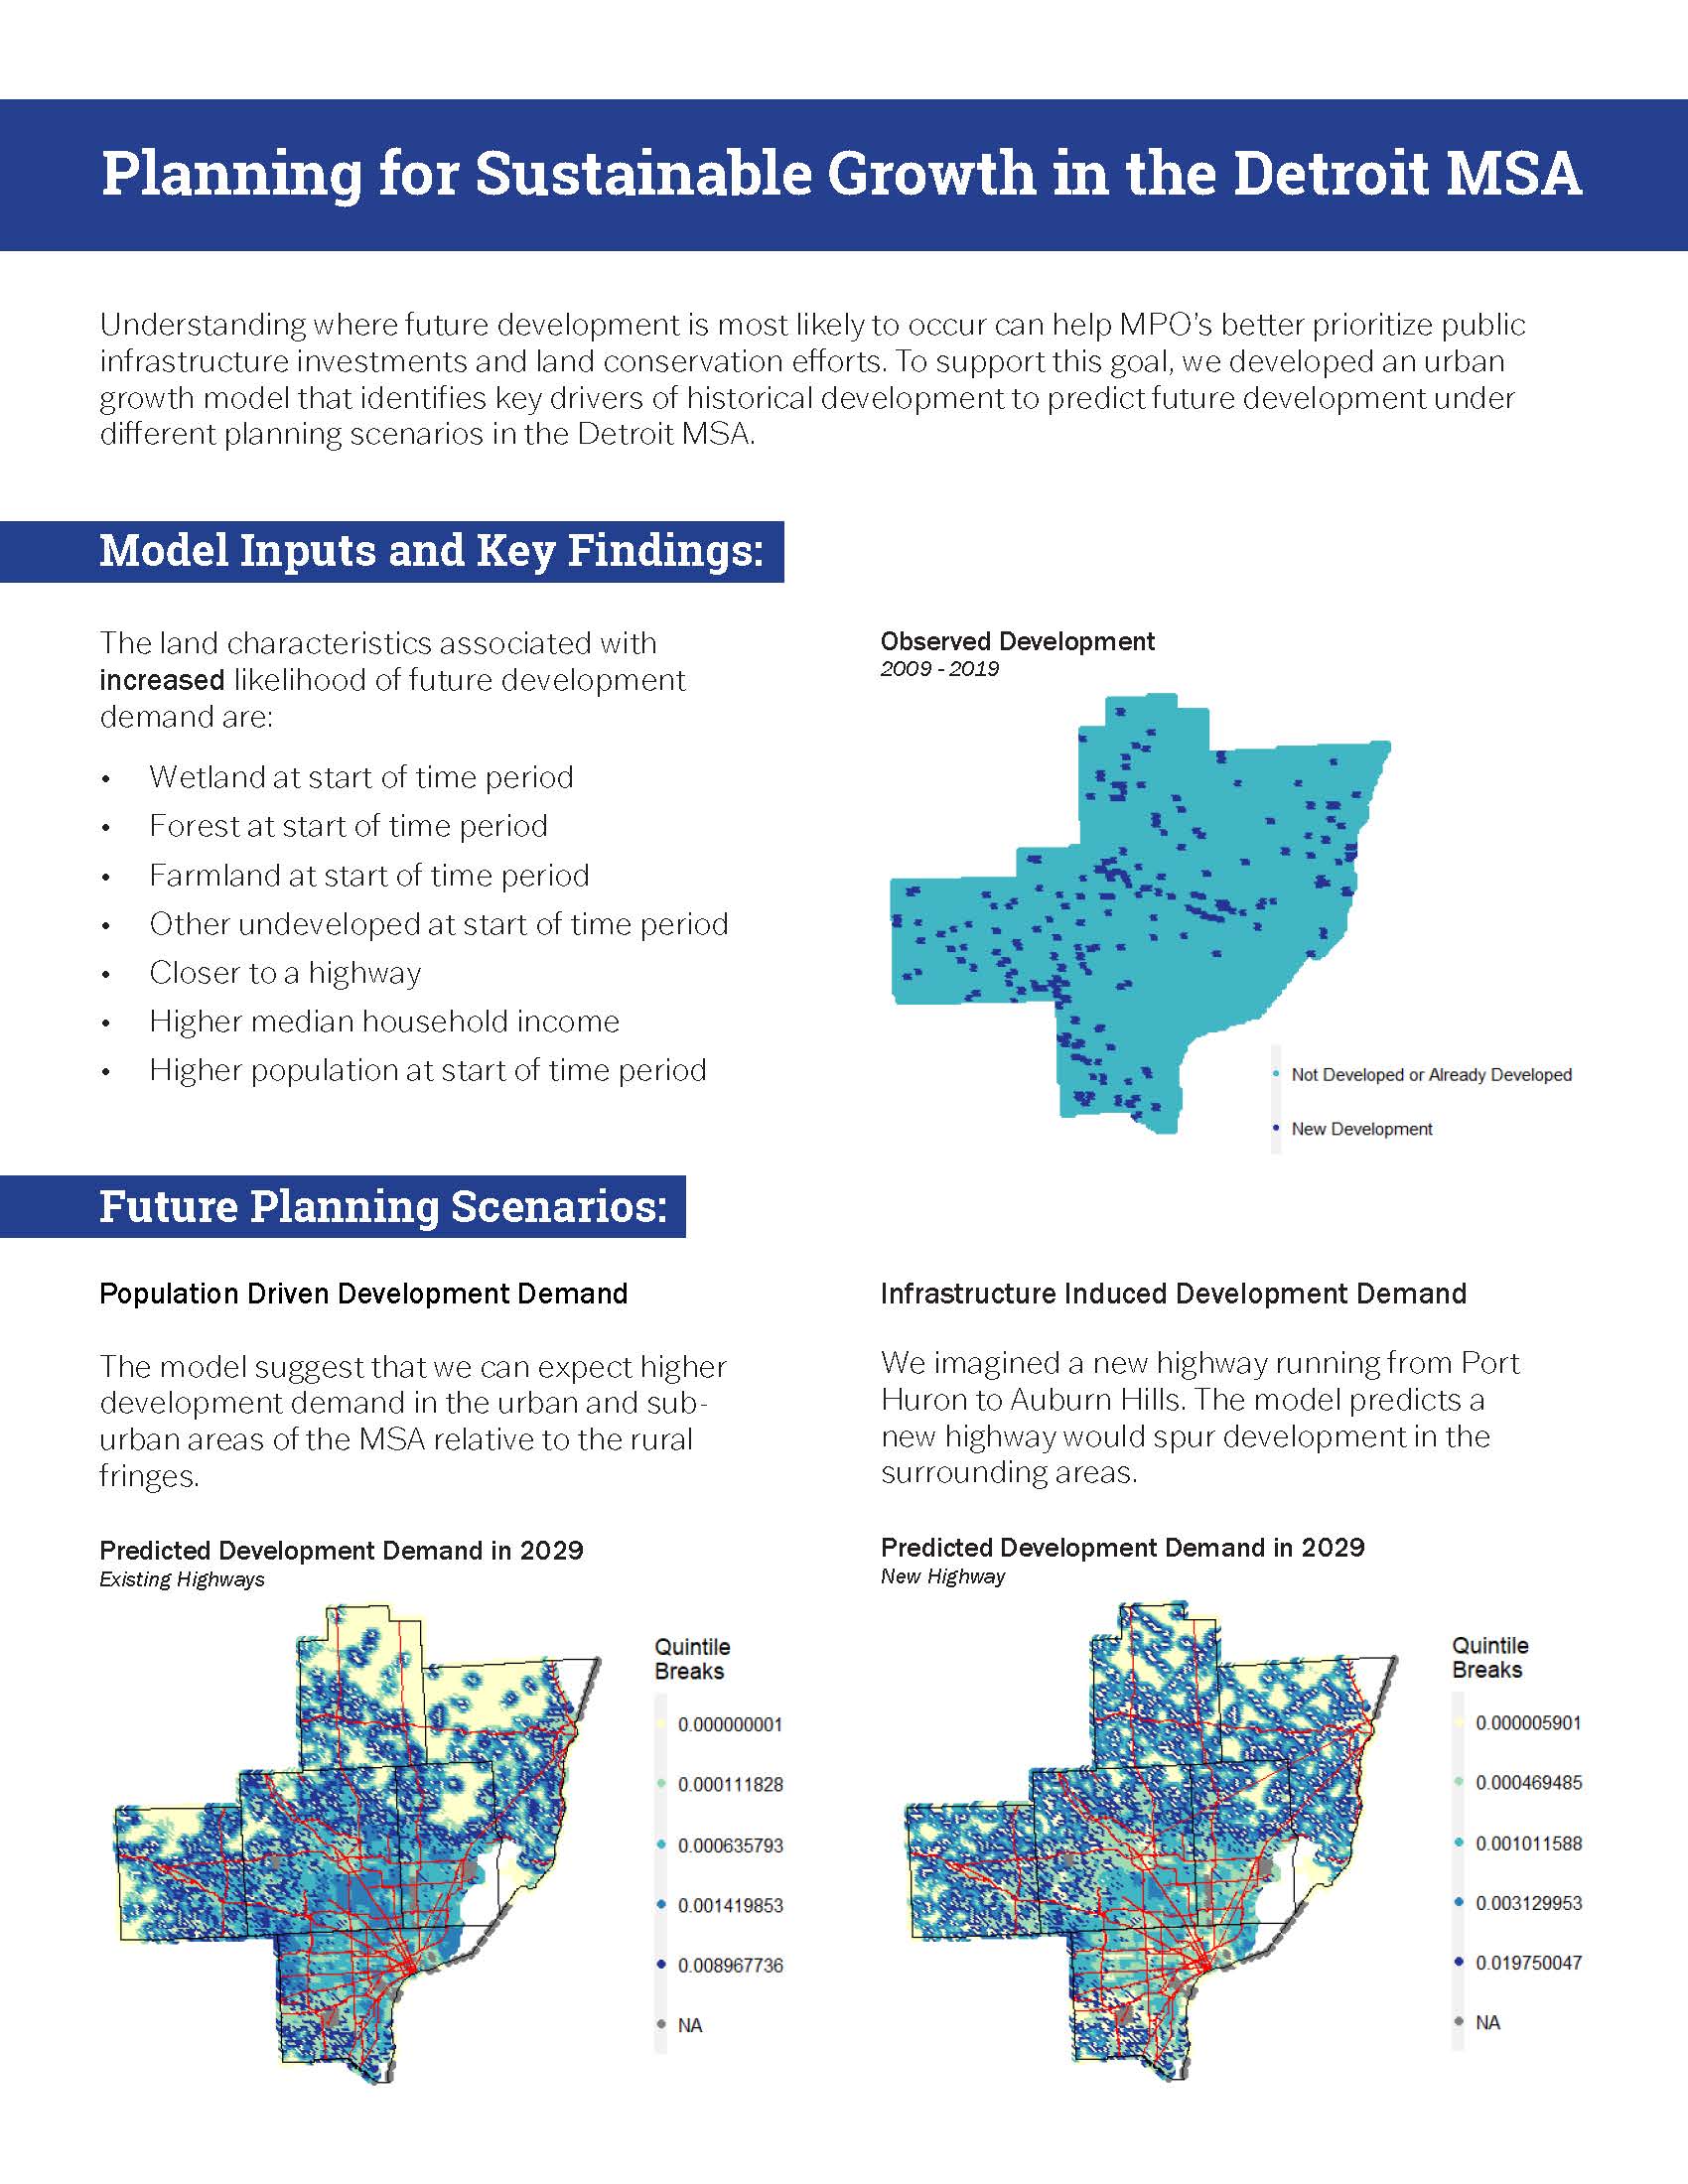 Planning for Sustainable Growth in the Detroit MSA
Understanding where future development is most likely to occur can help MPO's better prioritize public
infrastructure investments and land conservation efforts. To support this goal, we developed an urban
growth model that identifies key drivers of historical development to predict future development under
different planning scenarios in the Detroit MSA.
Model Inputs and Key Findings:
The land characteristics associated with
increased likelihood of future development
demand are:
• Wetland at start of time period
• Forest at start of time period
• Farmland at start of time period
• Other undeveloped at start of time period
• Closer to a highway
• Higher median household income
• Higher population at start of time period
Observed Development
2009 - 2019
Not Developed or Already Developed
New Development
Future Planning Scenarios:
Population Driven Development Demand
The model suggest that we can expect higher
development demand in the urban and sub-
urban areas of the MSA relative to the rural
fringes.
Predicted Development Demand in 2029
Existing Highways
Quintile
Breaks
0.000000001
0.000111828
0.000635793
0.001419853
0.008967736
NA
Infrastructure Induced Development Demand
We imagined a new highway running from Port
Huron to Auburn Hills. The model predicts a
new highway would spur development in the
surrounding areas.
Predicted Development Demand in 2029
New Highway
Quintile
Breaks
0.000005901
0.000469485
0.001011588
0.003129953
0.019750047
NA